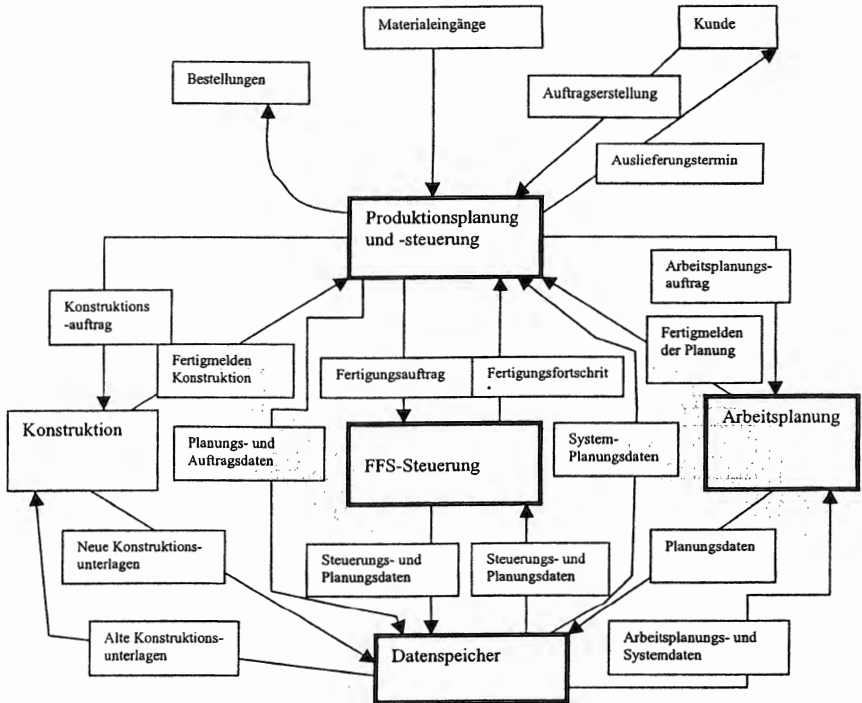 Materialeingänge
Kunde
Bestellungen
Auftragserstellung
Auslieferungstermin
Produktionsplanung
und -steuerung
Arbeitsplanungs-
auftrag
Konstruktions
-auftrag
Fertigmelden
der Planung
Fertigmelden
Konstruktion
Fertigungsauftrag
Fertigungsfortschrit
Konstruktion
Arbeitsplanung
Planungs- und
Auftragsdaten
FFS-Steuerung
System-
Planungsdaten
Neue Konstruktions-
unterlagen
Steuerungs- und
Planungsdaten
Steuerungs- und
Planungsdaten
Planungsdaten
Alte Konstruktions-
unterlagen
Datenspeicher
Arbeitsplanungs- und
Systemdaten